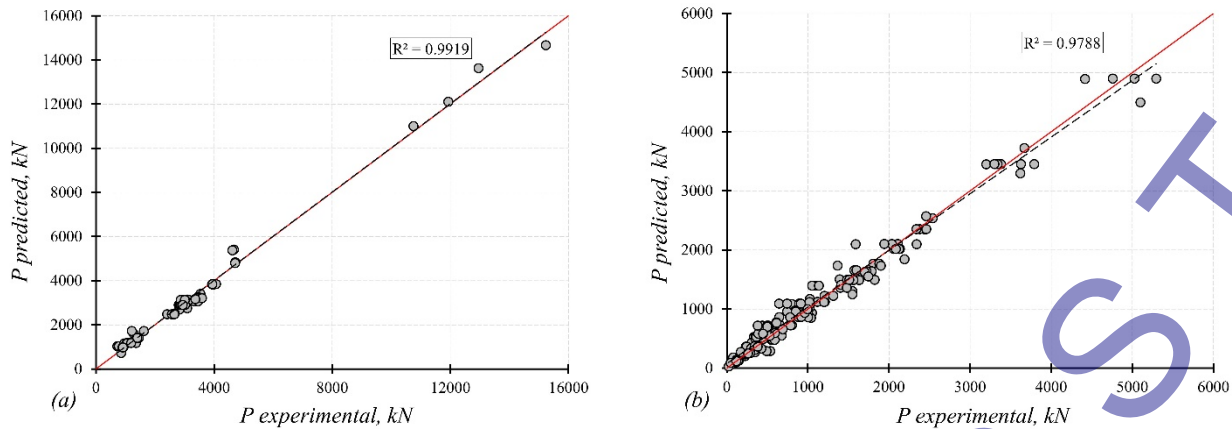 16000
14000
12000
10000
8000
6000
4000
2000
0
P predicted, kN
R² = 0.9919
0 4000 8000 12000 16000
(a)
P experimental, kN
6000
5000
4000
3000
2000
1000
0
P predicted, kN
R² = 0.9788
0 1000 2000 3000 4000 5000 6000
(b)
P experimental, kN
S T